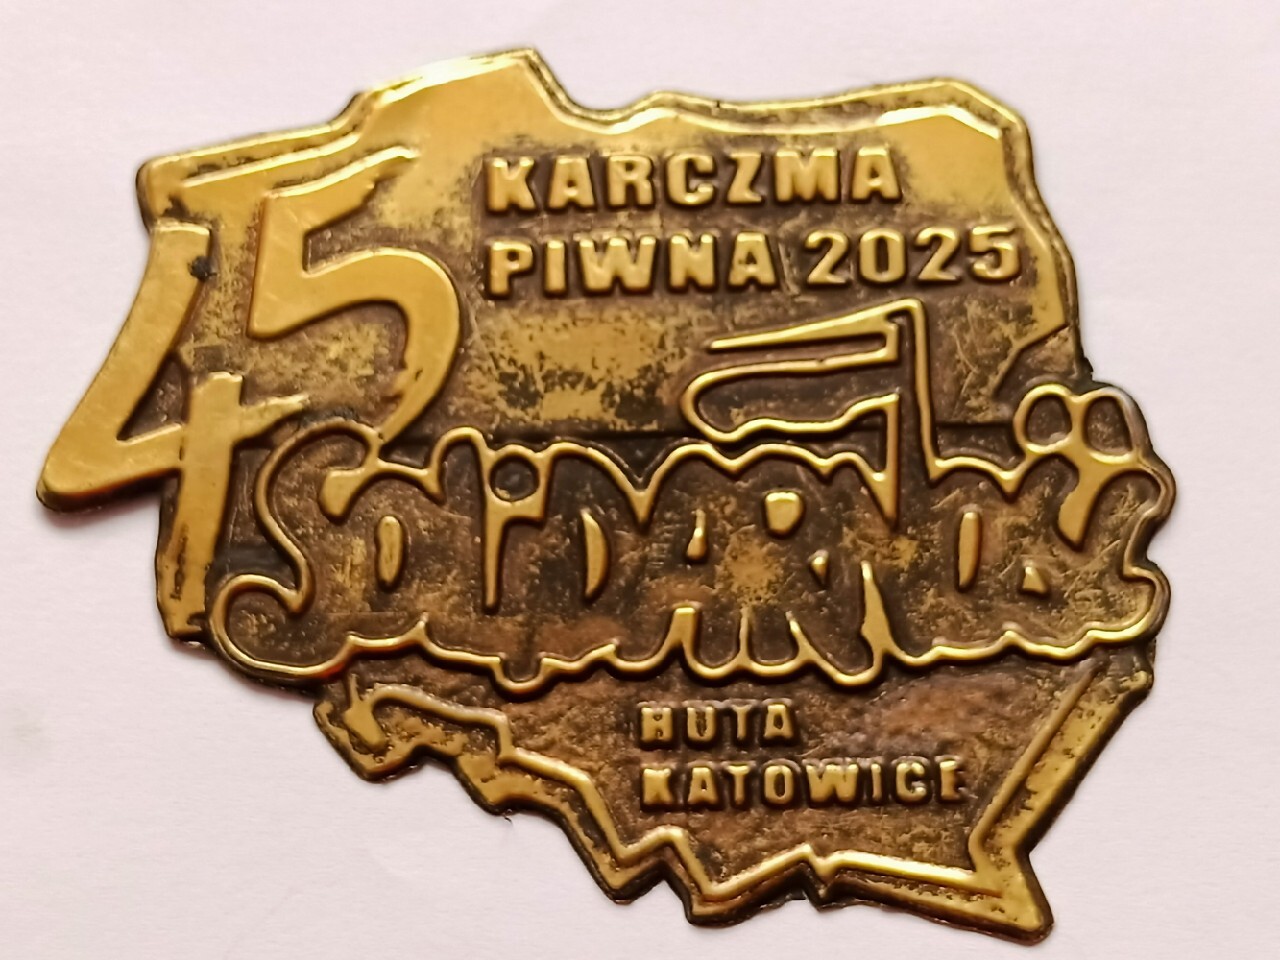 45
KARCZMA
PIWNA 2025
SOLIDARNOŚĆ
HUTA
KATOWICE